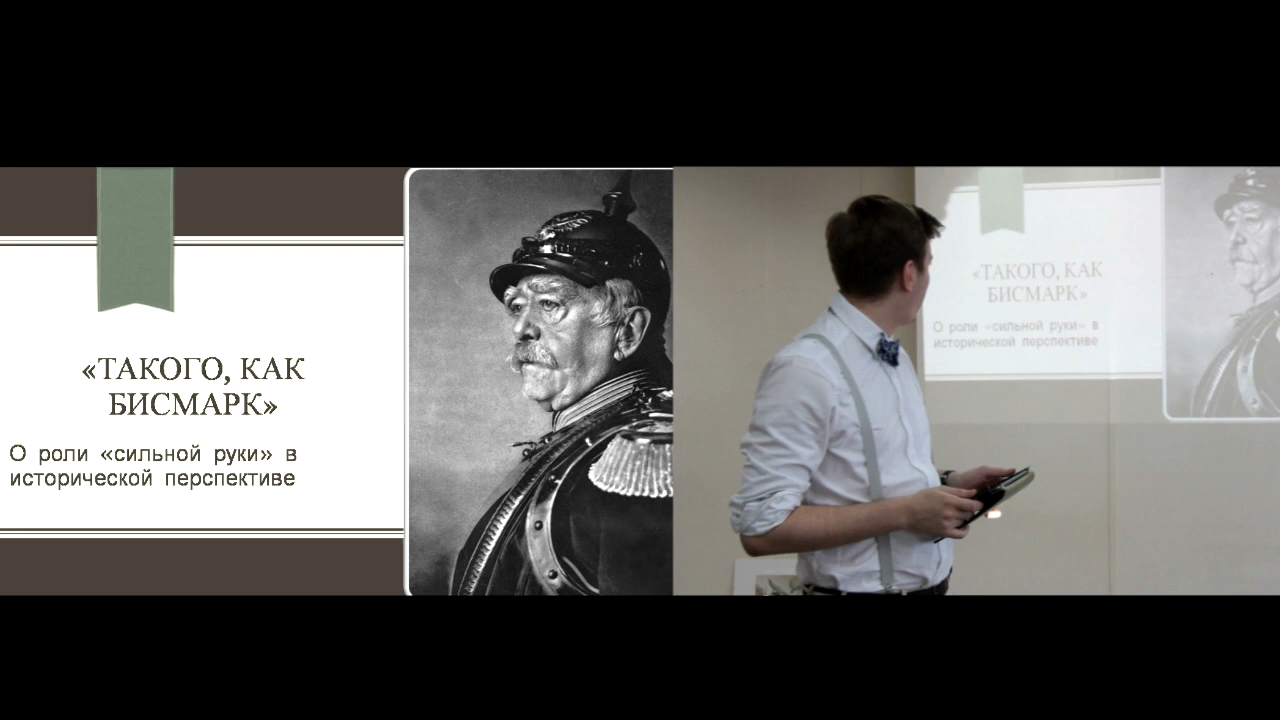 «ТАКОГО, КАК
БИСМАРК»
О роли «сильной руки» в
исторической перспективе
«ТАКОГО, КАК
БИСМАРК»
О роли «сильной руки» в
исторической перспективе